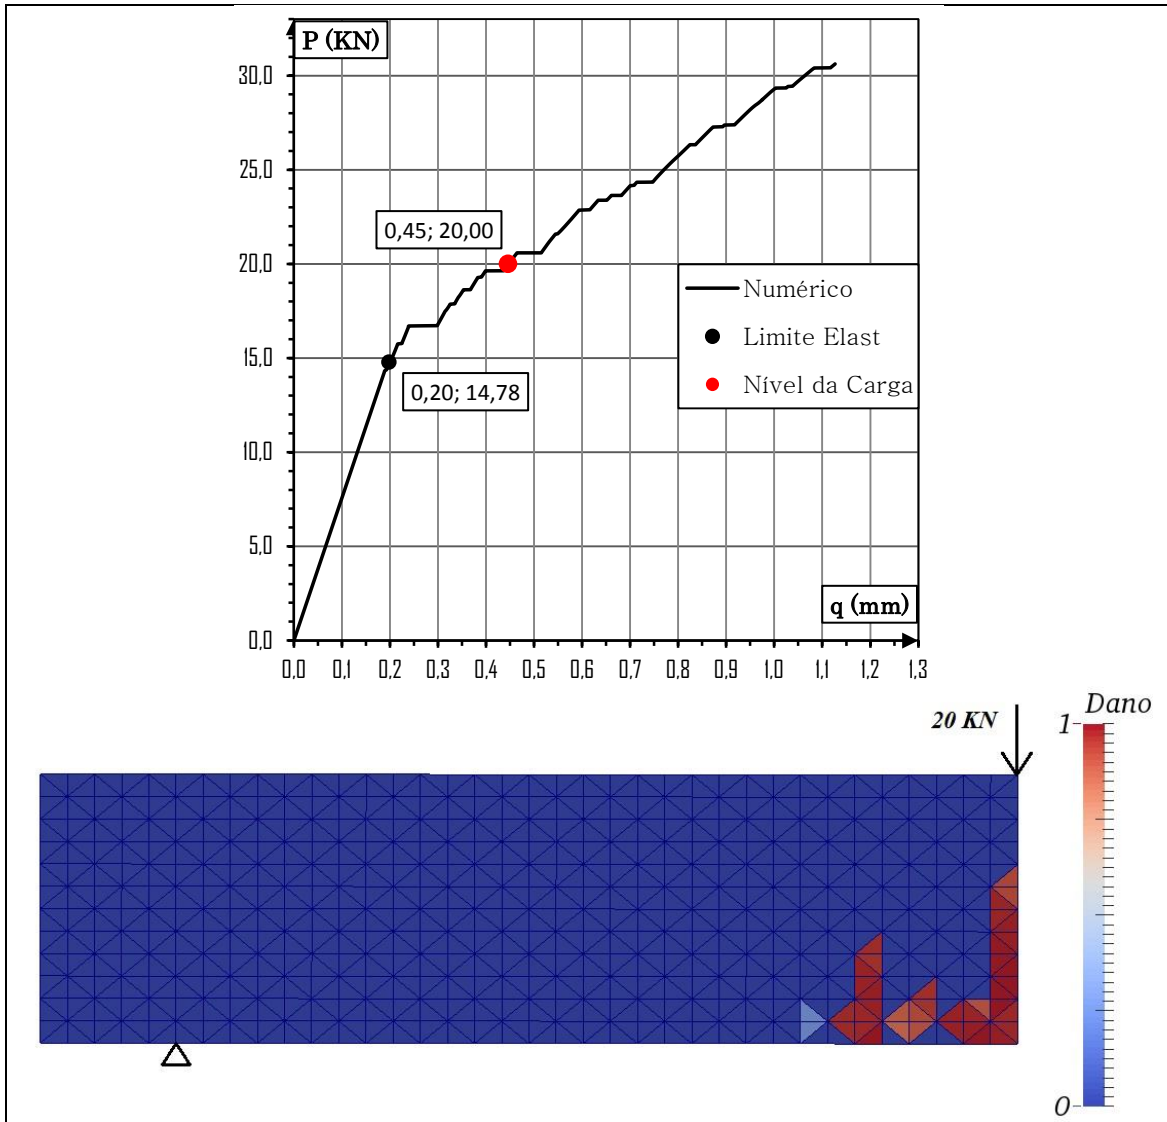 P (KN)
30,0
25,0
20,0
15,0
10,0
5,0
0,0
0,45; 20,00
0,20; 14,78
Numérico
Limite Elast
Nível da Carga
q (mm)
0,0 0,1 0,2 0,3 0,4 0,5 0,6 0,7 0,8 0,9 1,0 1,1 1,2 1,3
20 KN
Dano
1
0